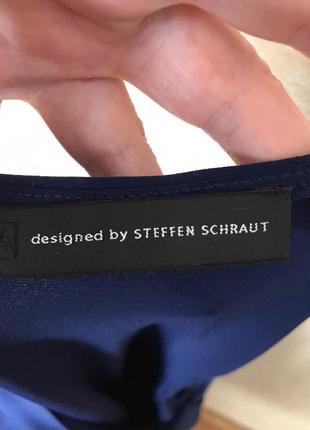 designed by STEFFEN SCHRAUT